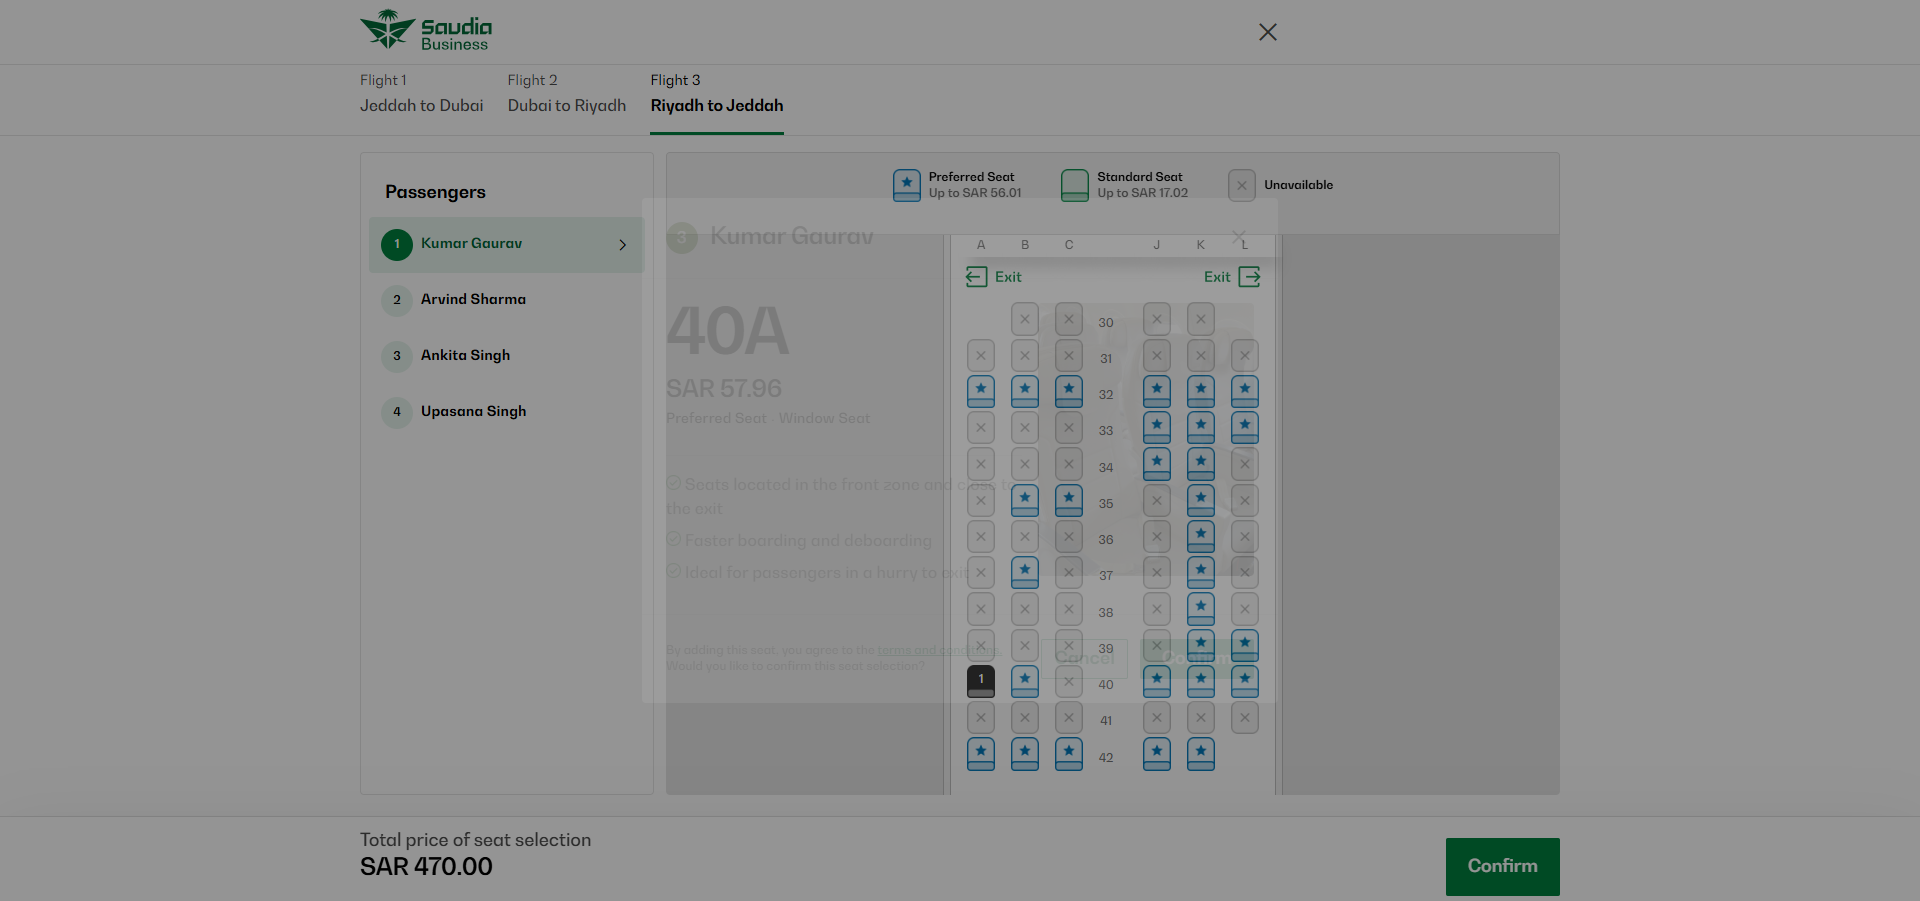 Saudia
Business
Flight 1
Jeddah to Dubai
Flight 2
Dubai to Riyadh
Flight 3
Riyadh to Jeddah
Passengers
1 Kumar Gaurav
2 Arvind Sharma
3 Ankita Singh
4 Upasana Singh
Preferred Seat
Up to SAR 56.01
Standard Seat
Up to SAR 17.02
Unavailable
3 Kumar Gaurav
40A
SAR 57.96
Preferred Seat - Window Seat
Seats located in the front zone and close to
the exit
Faster boarding and deboarding
Ideal for passengers in a hurry to exit
By adding this seat, you agree to the terms and conditions.
Would you like to confirm this seat selection?
Cancel
Confirm
A B C J K L
Exit Exit
30
31
32
33
34
35
36
37
38
39
1 40
41
42
Total price of seat selection
SAR 470.00
Confirm